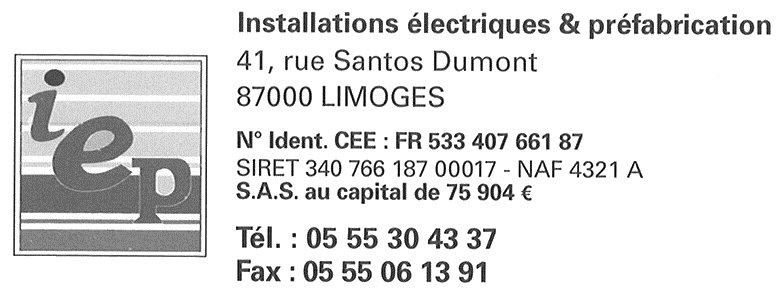 Installations électriques & préfabrication
41, rue Santos Dumont
87000 LIMOGES
iep
N° Ident. CEE : FR 533 407 661 87
SIRET 340 766 187 00017 - NAF 4321 A
S.A.S. au capital de 75 904 €
Tél. : 05 55 30 43 37
Fax : 05 55 06 13 91